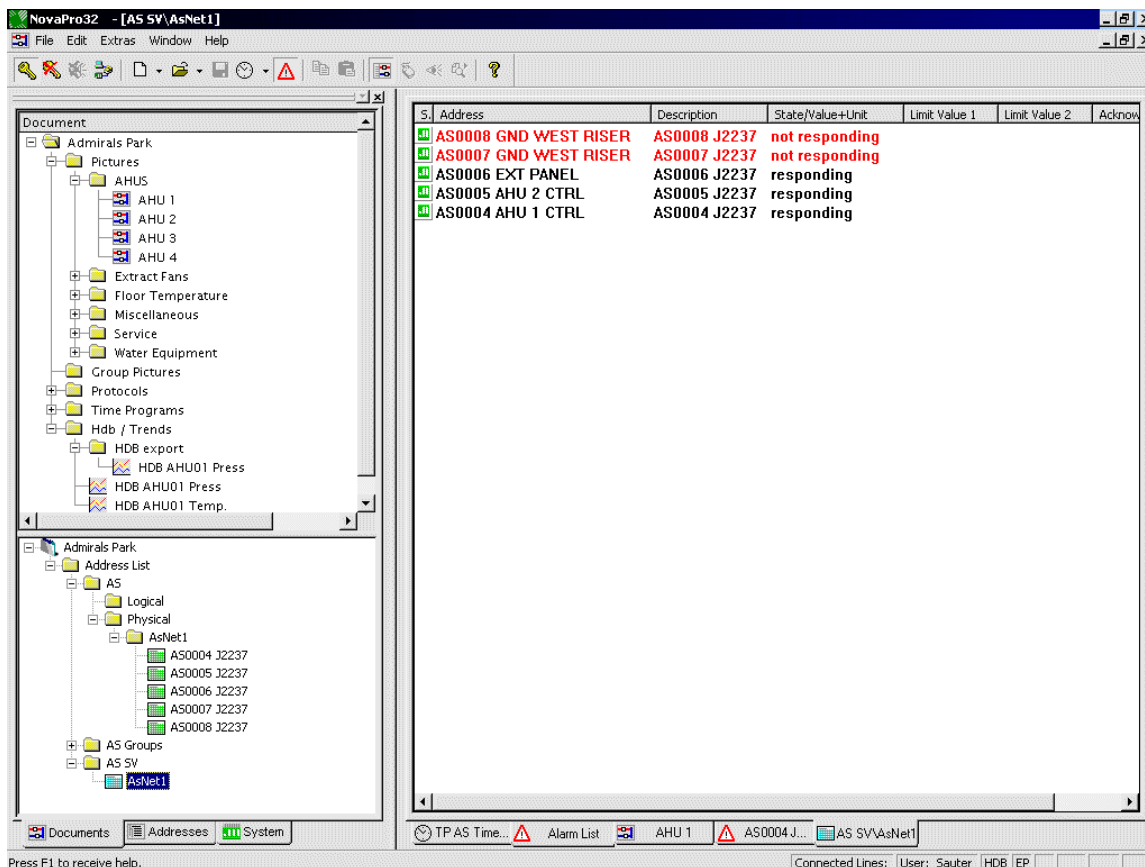 NovaPro32 - [AS SV\AsNet1]
File Edit Extras Window Help
Document
Admirals Park
Pictures
AHUS
AHU 1
AHU 2
AHU 3
AHU 4
Extract Fans
Floor Temperature
Miscellaneous
Service
Water Equipment
Group Pictures
Protocols
Time Programs
Hdb / Trends
HDB export
HDB AHU01 Press
HDB AHU01 Press
HDB AHU01 Temp.
Admirals Park
Address List
AS
Logical
Physical
AsNet1
AS0004 J2237
AS0005 J2237
AS0006 J2237
AS0007 J2237
AS0008 J2237
AS Groups
AS SV
AsNet1
Documents Addresses System
S. Address Description State/Value+Unit Limit Value 1 Limit Value 2 Acknow
AS0008 GND WEST RISER AS0008 J2237 not responding
AS0007 GND WEST RISER AS0007 J2237 not responding
AS0006 EXT PANEL AS0006 J2237 responding
AS0005 AHU 2 CTRL AS0005 J2237 responding
AS0004 AHU 1 CTRL AS0004 J2237 responding
TP AS Time... Alarm List AHU 1 AS0004 J... AS SV\AsNet1
Press F1 to receive help. Connected Lines: User: Sauter HDB EP